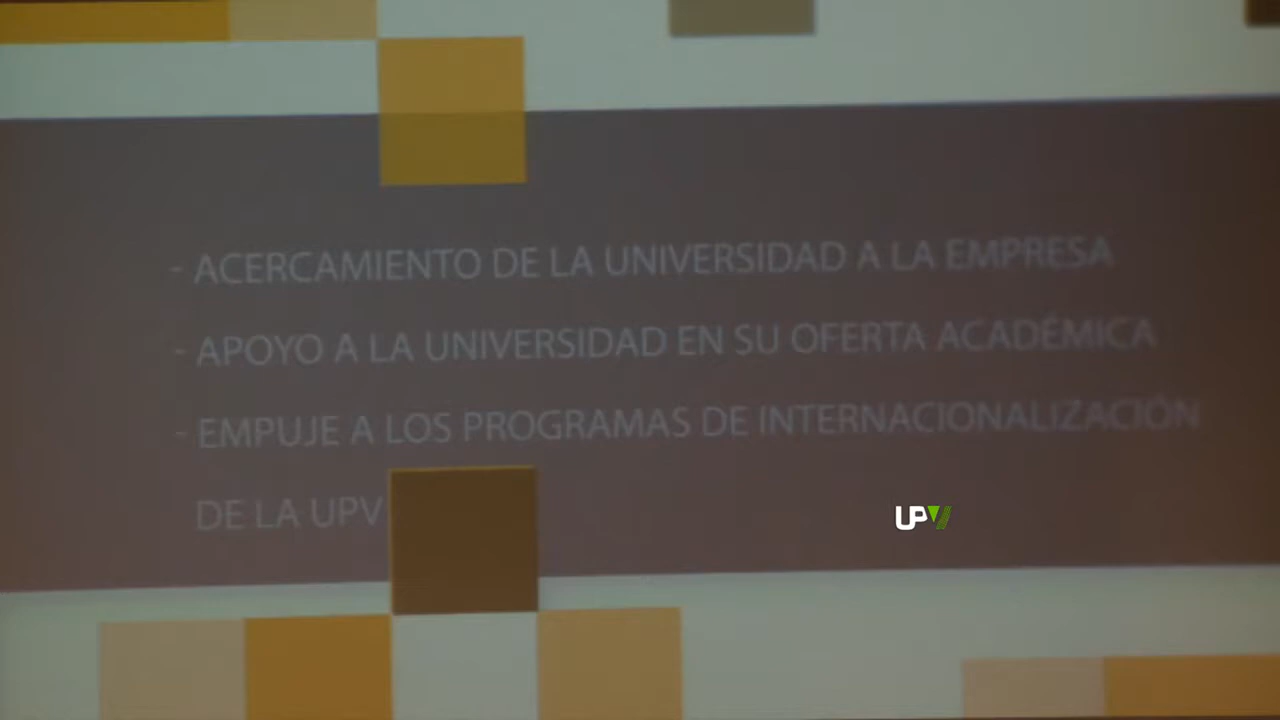 - ACERCAMIENTO DE LA UNIVERSIDAD A LA EMPRESA
- APOYO A LA UNIVERSIDAD EN SU OFERTA ACADÉMICA
- EMPUJE A LOS PROGRAMAS DE INTERNACIONALIZACIÓN
DE LA UPV
UPV